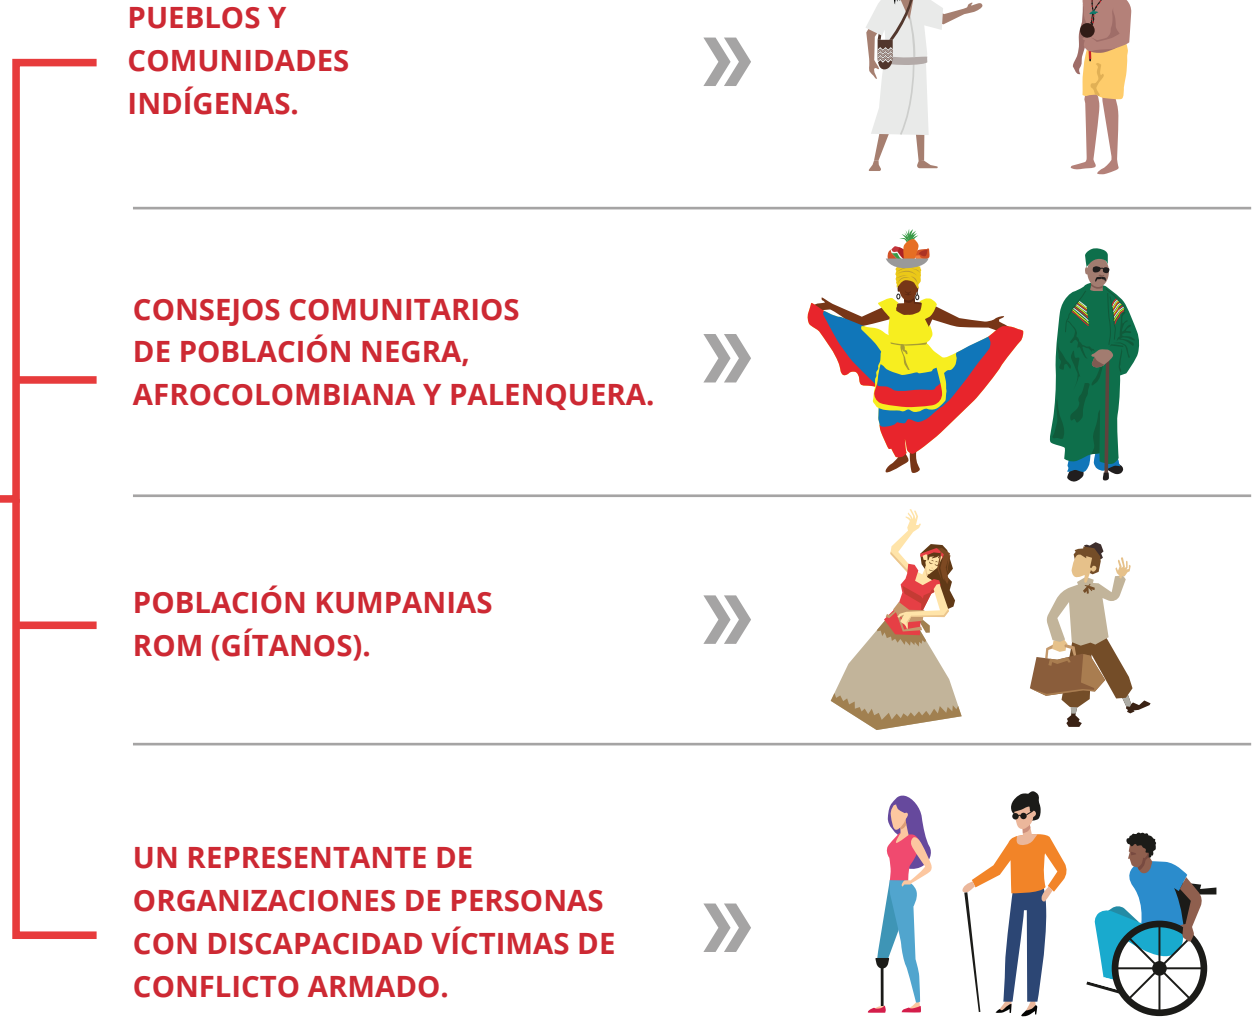 PUEBLOS Y
COMUNIDADES
INDÍGENAS.
CONSEJOS COMUNITARIOS
DE POBLACIÓN NEGRA,
AFROCOLOMBIANA Y PALENQUERA.
POBLACIÓN KUMPANIAS
ROM (GÍTANOS).
UN REPRESENTANTE DE
ORGANIZACIONES DE PERSONAS
CON DISCAPACIDAD VÍCTIMAS DE
CONFLICTO ARMADO.